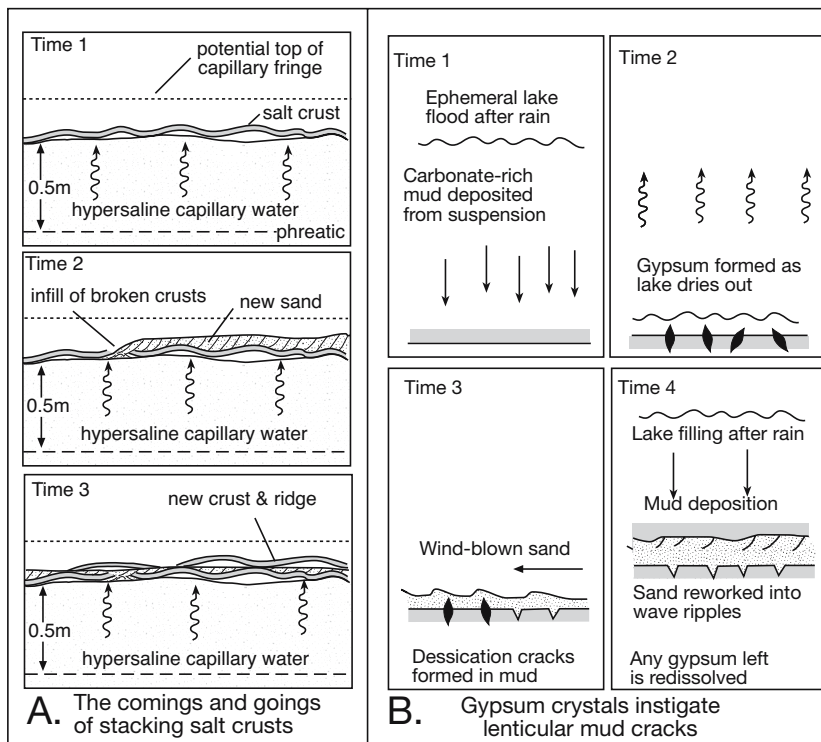 Time 1
potential top of
capillary fringe
salt crust
0.5m
hypersaline capillary water
phreatic
Time 2
infill of broken crusts
new sand
0.5m
hypersaline capillary water
Time 3
new crust & ridge
0.5m
hypersaline capillary water
A. The comings and goings
of stacking salt crusts
Time 1
Ephemeral lake
flood after rain
Carbonate-rich
mud deposited
from suspension
Time 2
Gypsum formed as
lake dries out
Time 3
Wind-blown sand
Dessication cracks
formed in mud
Time 4
Lake filling after rain
Mud deposition
Sand reworked into
wave ripples
Any gypsum left
is redissolved
B. Gypsum crystals instigate
lenticular mud cracks